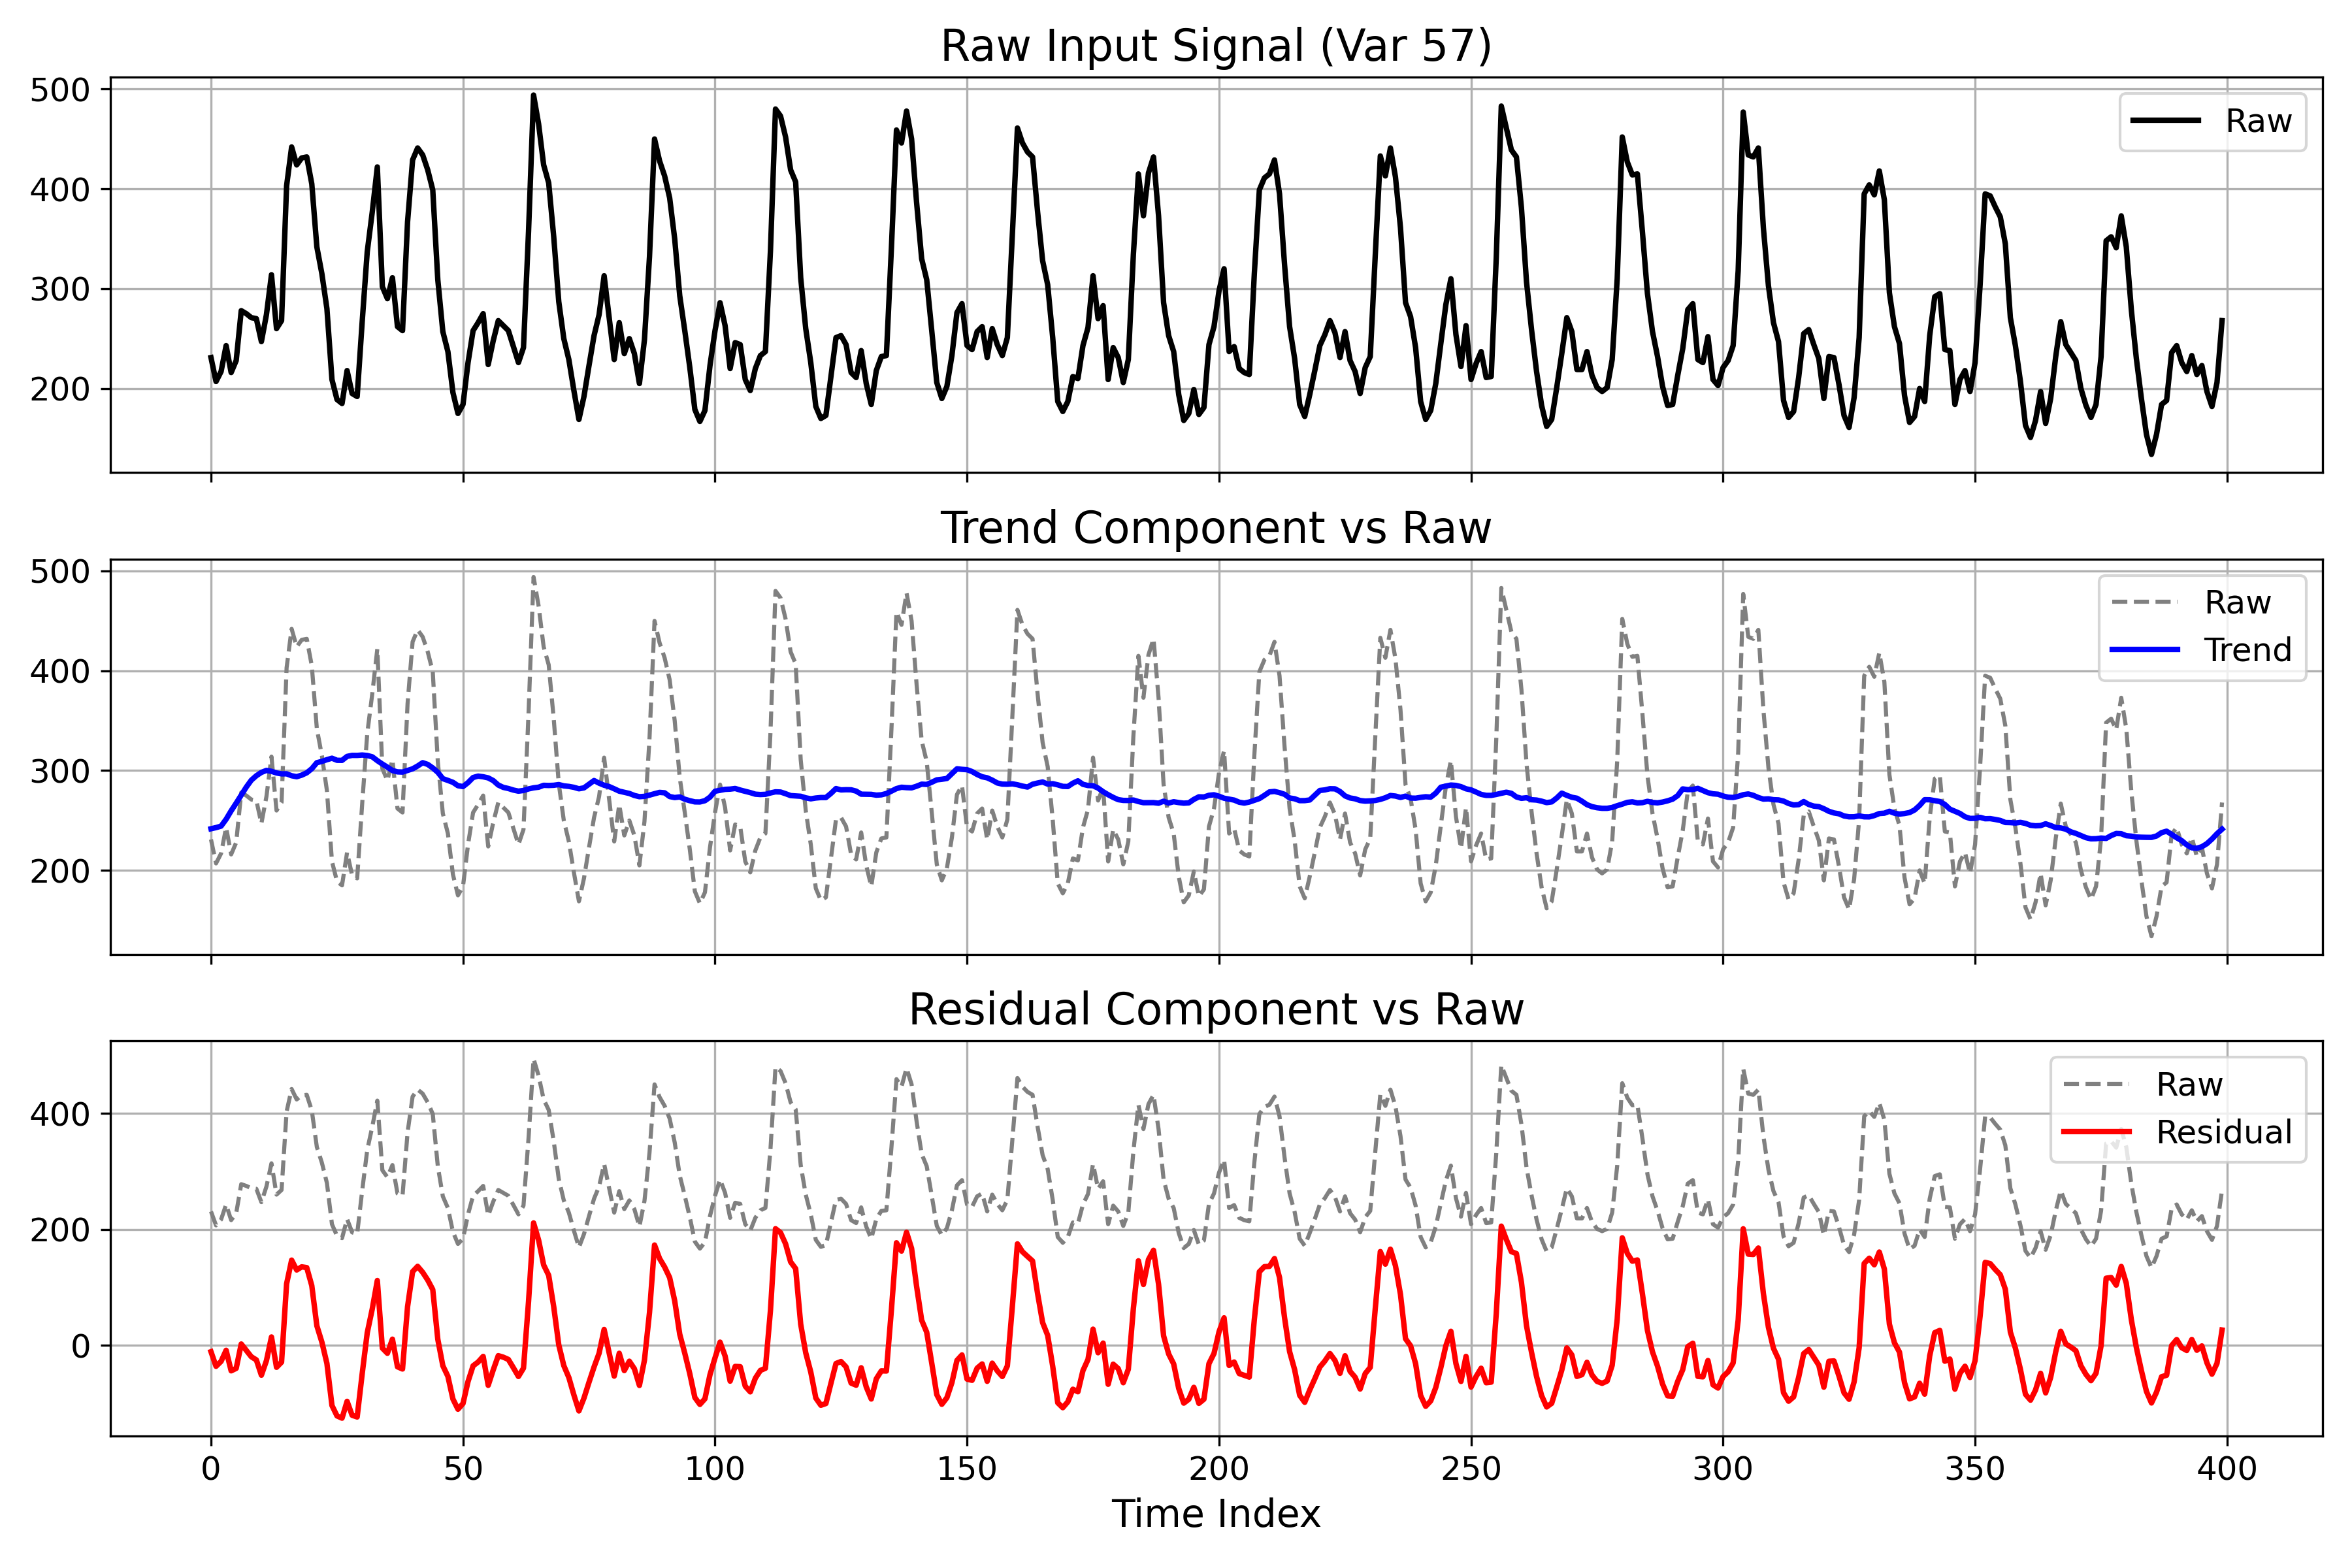 Raw Input Signal (Var 57)
500
400
300
200
Raw
Trend Component vs Raw
500
400
300
200
Raw
Trend
Residual Component vs Raw
400
200
0
Raw
Residual
0 50 100 150 200 250 300 350 400
Time Index